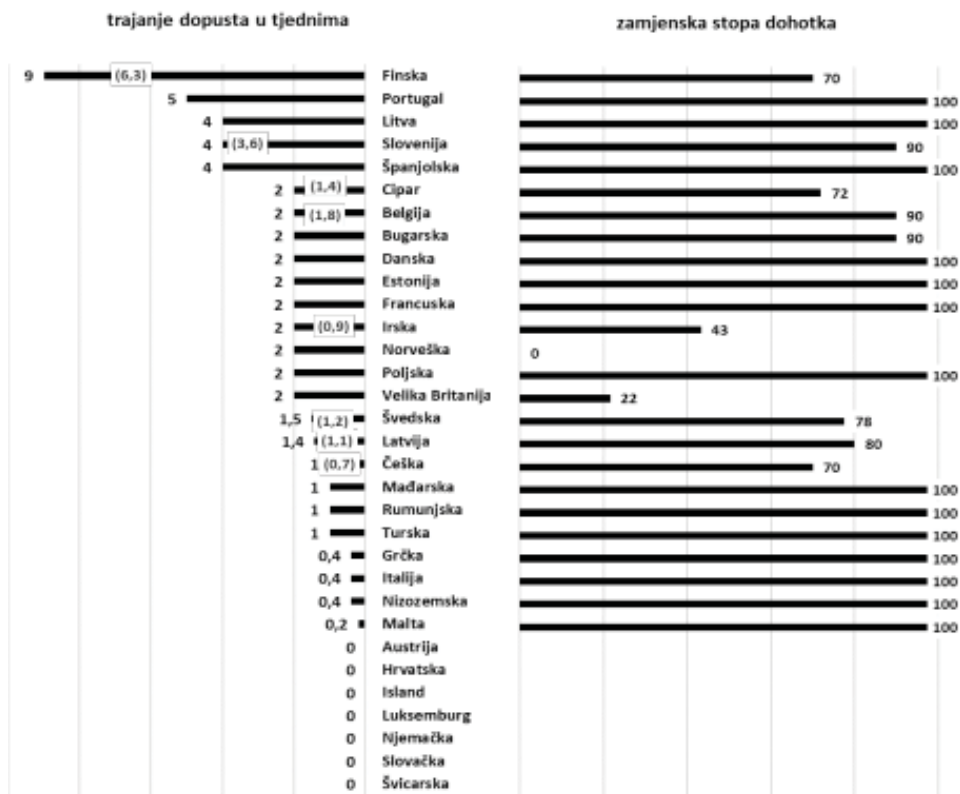 trajanje dopusta u tjednima zamjenska stopa dohotka
9 (6,3) Finska 70
5 Portugal 100
4 Litva 100
4 (3,6) Slovenija 90
4 Španjolska 100
2 (1,4) Cipar 72
2 (1,8) Belgija 90
2 Bugarska 90
2 Danska 100
2 Estonija 100
2 Francuska 100
2 (0,9) Irska 43
2 Norveška 0
2 Poljska 100
2 Velika Britanija 22
1,5 (1,2) Švedska 78
1,4 (1,1) Latvija 80
1 (0,7) Češka 70
1 Mađarska 100
1 Rumunjska 100
1 Turska 100
0,4 Grčka 100
0,4 Italija 100
0,4 Nizozemska 100
0,2 Malta 100
0 Austrija
0 Hrvatska
0 Island
0 Luksemburg
0 Njemačka
0 Slovačka
0 Švicarska